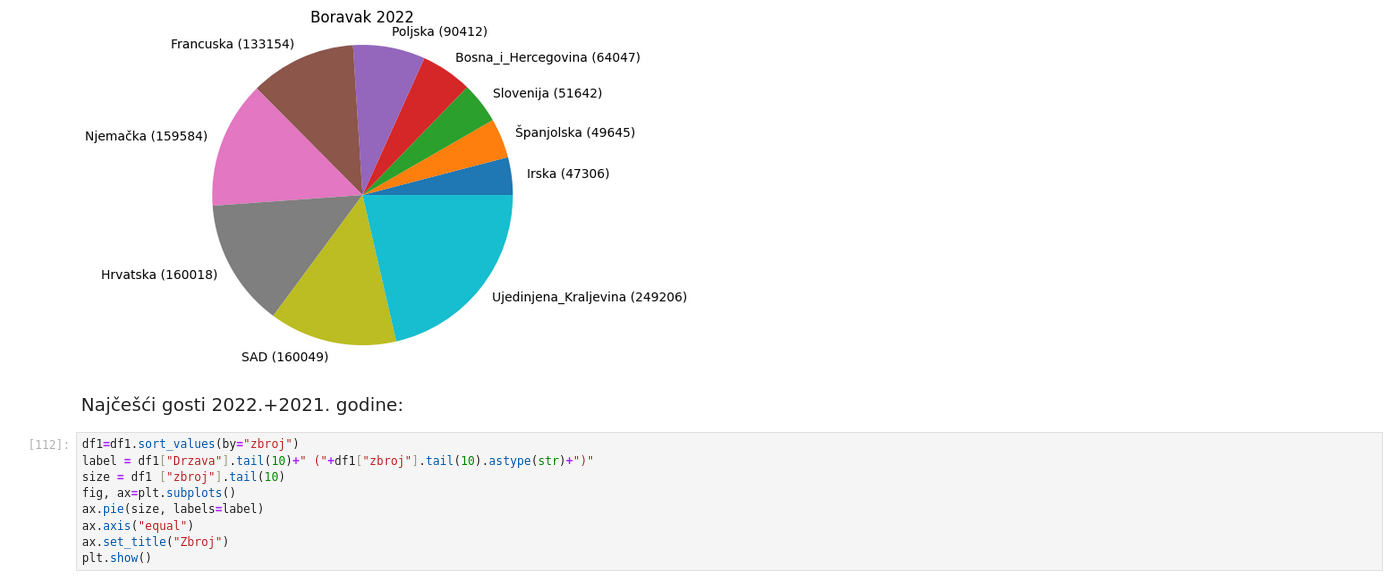 Boravak 2022
Poljska (90412)
Francuska (133154)
Bosna_i_Hercegovina (64047)
Slovenija (51642)
Španjolska (49645)
Njemačka (159584)
Irska (47306)
Hrvatska (160018)
Ujedinjena_Kraljevina (249206)
SAD (160049)
Najčešći gosti 2022.+2021. godine:
[112]:
df1=df1.sort_values(by="zbroj")
label = df1["Drzava"].tail(10)+" ("+df1["zbroj"].tail(10).astype(str)+")"
size = df1 ["zbroj"].tail(10)
fig, ax=plt.subplots()
ax.pie(size, labels=label)
ax.axis("equal")
ax.set_title("Zbroj")
plt.show()